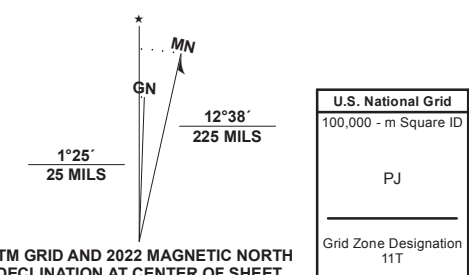 ★
MN
GN
12°38´
225 MILS
1°25´
25 MILS
TM GRID AND 2022 MAGNETIC NORTH
DECLINATION AT CENTER OF SHEET
U.S. National Grid
100,000 - m Square ID
PJ
Grid Zone Designation
11T